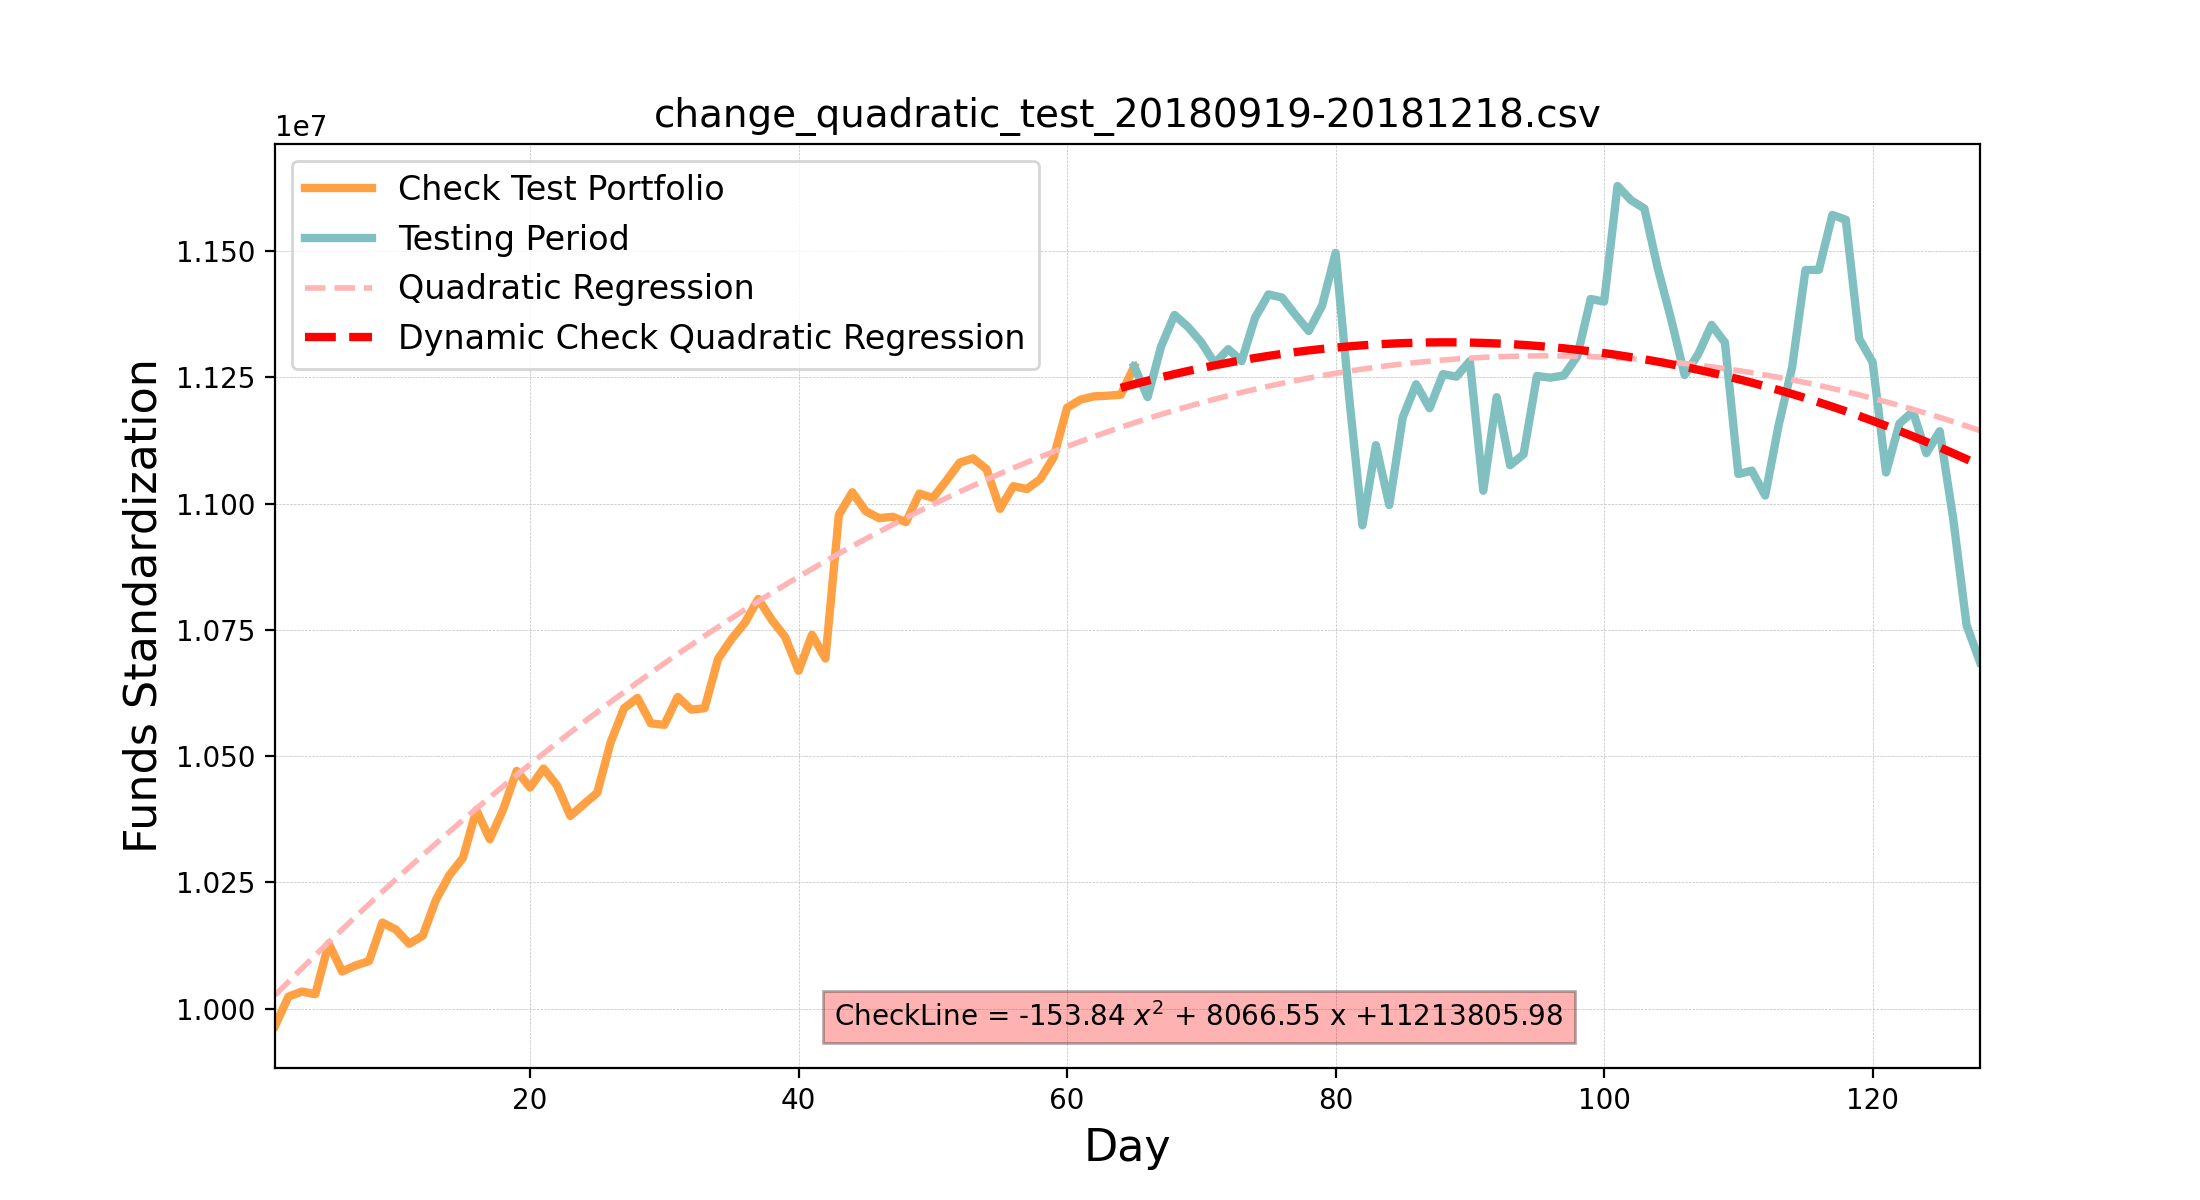 change_quadratic_test_20180919-20181218.csv
1e7
Check Test Portfolio
Testing Period
Quadratic Regression
Dynamic Check Quadratic Regression
1.150
1.125
1.100
1.075
1.050
1.025
1.000
Funds Standardization
CheckLine = -153.84 x² + 8066.55 x +11213805.98
20 40 60 80 100 120
Day